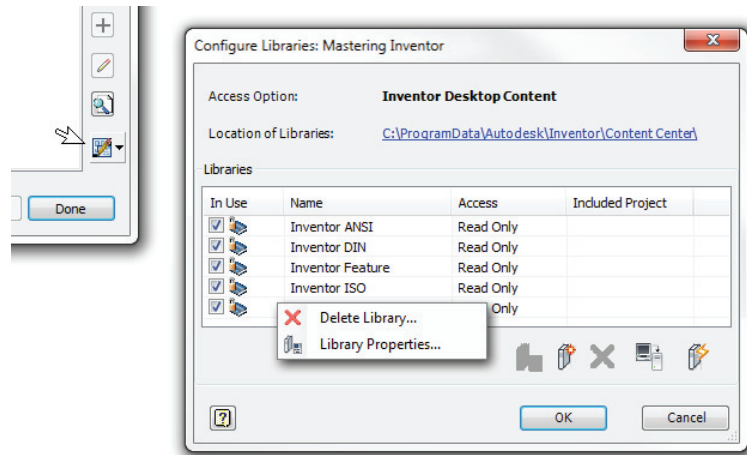 Configure Libraries: Mastering Inventor
Access Option: Inventor Desktop Content
Location of Libraries: C:\ProgramData\Autodesk\Inventor\Content Center\
Libraries
In Use Name Access Included Project
Inventor ANSI Read Only
Inventor DIN Read Only
Inventor Feature Read Only
Inventor ISO Read Only
Only
Delete Library...
Library Properties...
OK Cancel
Done